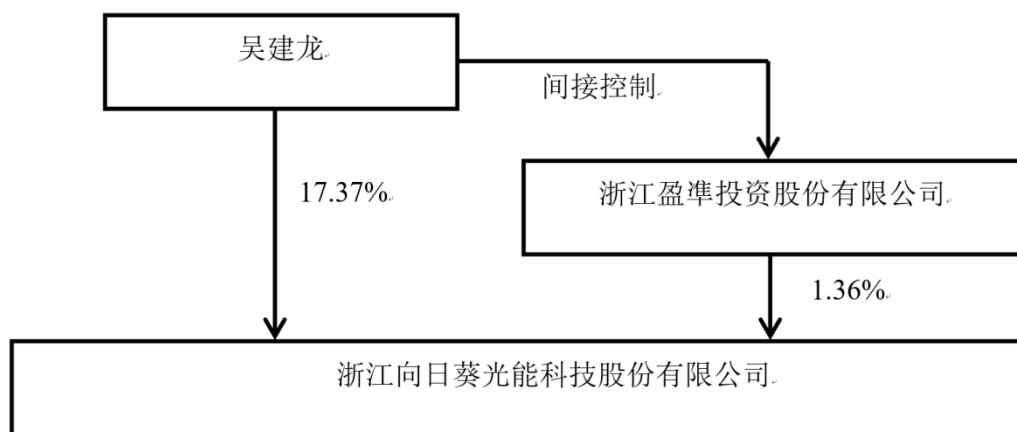 吴建龙
间接控制
17.37%
浙江盈準投资股份有限公司
1.36%
浙江向日葵光能科技股份有限公司